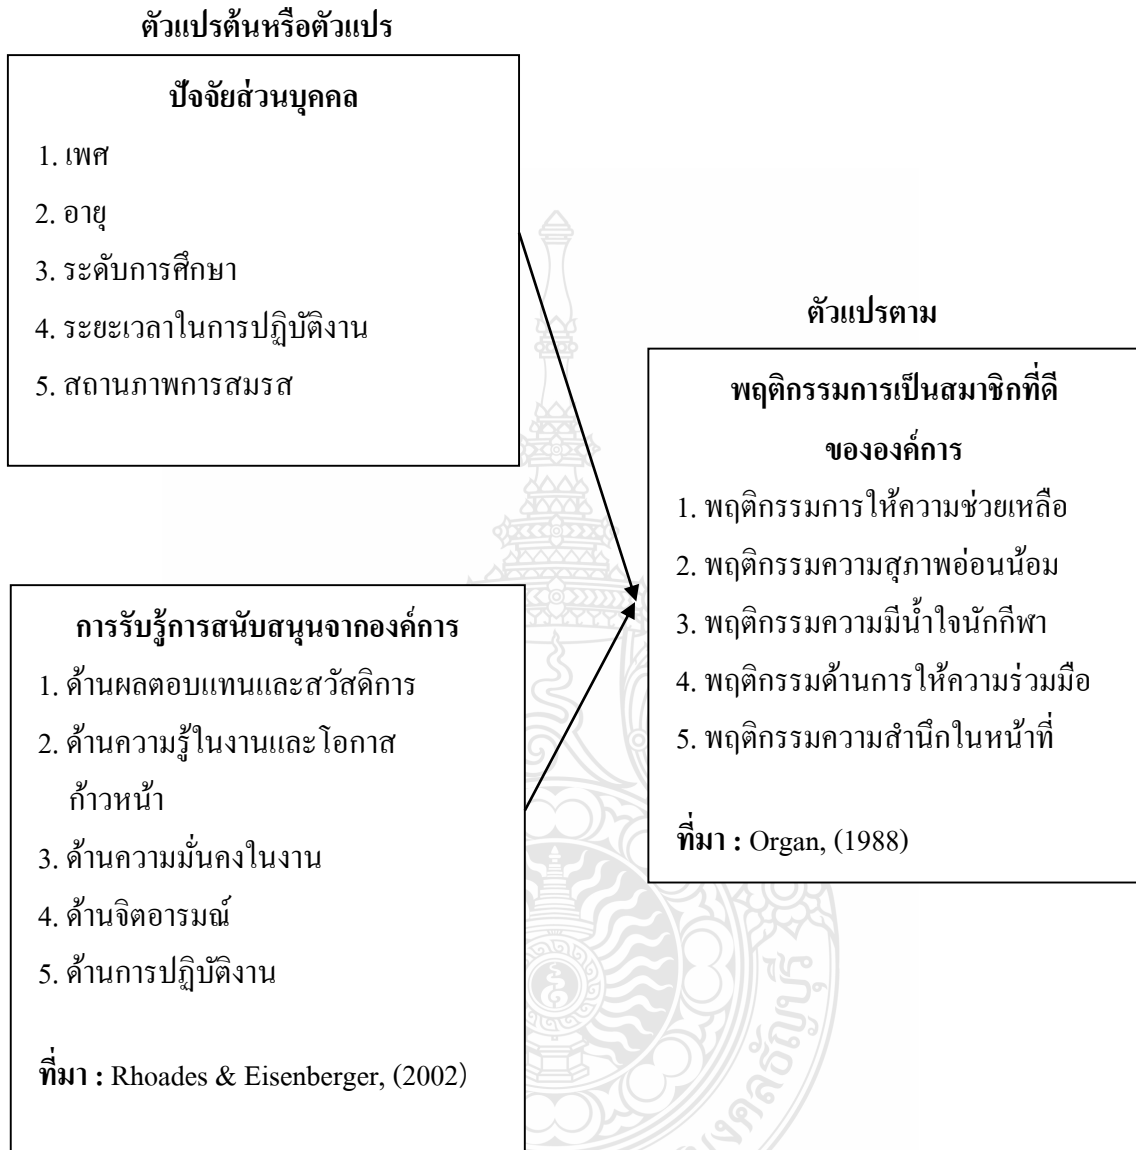 ตัวแปรต้นหรือตัวแปร
ปัจจัยส่วนบุคคล
1. เพศ
2. อายุ
3. ระดับการศึกษา
4. ระยะเวลาในการปฏิบัติงาน
5. สถานภาพการสมรส
การรับรู้การสนับสนุนจากองค์การ
1. ด้านผลตอบแทนและสวัสดิการ
2. ด้านความรู้ในงานและโอกาส
ก้าวหน้า
3. ด้านความมั่นคงในงาน
4. ด้านจิตอารมณ์
5. ด้านการปฏิบัติงาน
ที่มา : Rhoades & Eisenberger, (2002)
ตัวแปรตาม
พฤติกรรมการเป็นสมาชิกที่ดี
ขององค์การ
1. พฤติกรรมการให้ความช่วยเหลือ
2. พฤติกรรมความสุภาพอ่อนน้อม
3. พฤติกรรมความมีน้ำใจนักกีฬา
4. พฤติกรรมด้านการให้ความร่วมมือ
5. พฤติกรรมความสำนึกในหน้าที่
ที่มา : Organ, (1988)
มงคลธัญบุรี